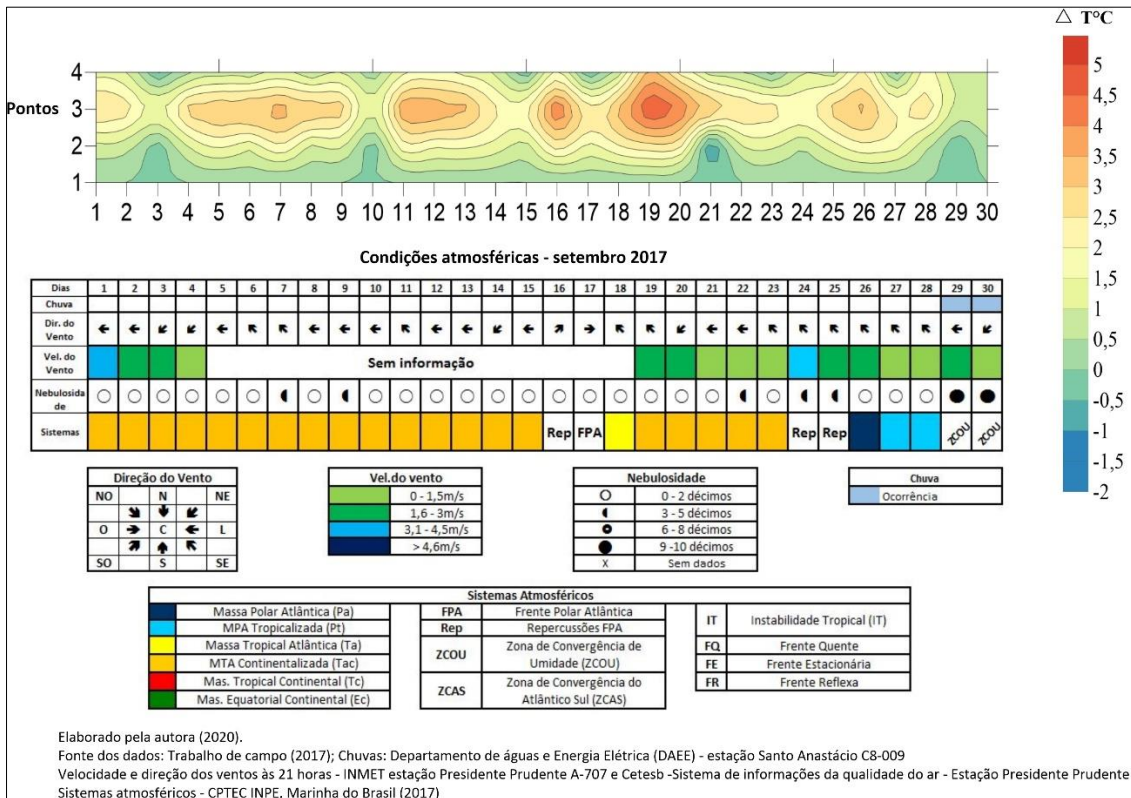 △ T°C
5
4,5
4
3,5
3
2,5
2
1,5
1
0,5
0
-0,5
-1
-1,5
-2
Pontos
4
3
2
1
1 2 3 4 5 6 7 8 9 10 11 12 13 14 15 16 17 18 19 20 21 22 23 24 25 26 27 28 29 30
Condições atmosféricas - setembro 2017
Dias 1 2 3 4 5 6 7 8 9 10 11 12 13 14 15 16 17 18 19 20 21 22 23 24 25 26 27 28 29 30
Chuva
Dir. do
Vento
Vel. do
Vento
Sem informação
Nebulosida
de
Sistemas Rep FPA Rep Rep ZCOU ZCOU
Direção do Vento
NO N NE
O C L
SO S SE
Vel.do vento
0 - 1,5m/s
1,6 - 3m/s
3,1 - 4,5m/s
> 4,6m/s
Nebulosidade
0 - 2 décimos
3 - 5 décimos
6 - 8 décimos
9 -10 décimos
X Sem dados
Chuva
Ocorrência
Sistemas Atmosféricos
Massa Polar Atlântica (Pa)
MPA Tropicalizada (Pt)
Massa Tropical Atlântica (Ta)
MTA Continentalizada (Tac)
Mas. Tropical Continental (Tc)
Mas. Equatorial Continental (Ec)
FPA Frente Polar Atlântica
Rep Repercussões FPA
ZCOU Zona de Convergência de
Umidade (ZCOU)
ZCAS Zona de Convergência do
Atlântico Sul (ZCAS)
IT Instabilidade Tropical (IT)
FQ Frente Quente
FE Frente Estacionária
FR Frente Reflexa
Elaborado pela autora (2020).
Fonte dos dados: Trabalho de campo (2017); Chuvas: Departamento de águas e Energia Elétrica (DAEE) - estação Santo Anastácio C8-009
Velocidade e direção dos ventos às 21 horas - INMET estação Presidente Prudente A-707 e Cetesb -Sistema de informações da qualidade do ar - Estação Presidente Prudente
Sistemas atmosféricos - CPTEC INPE. Marinha do Brasil (2017)